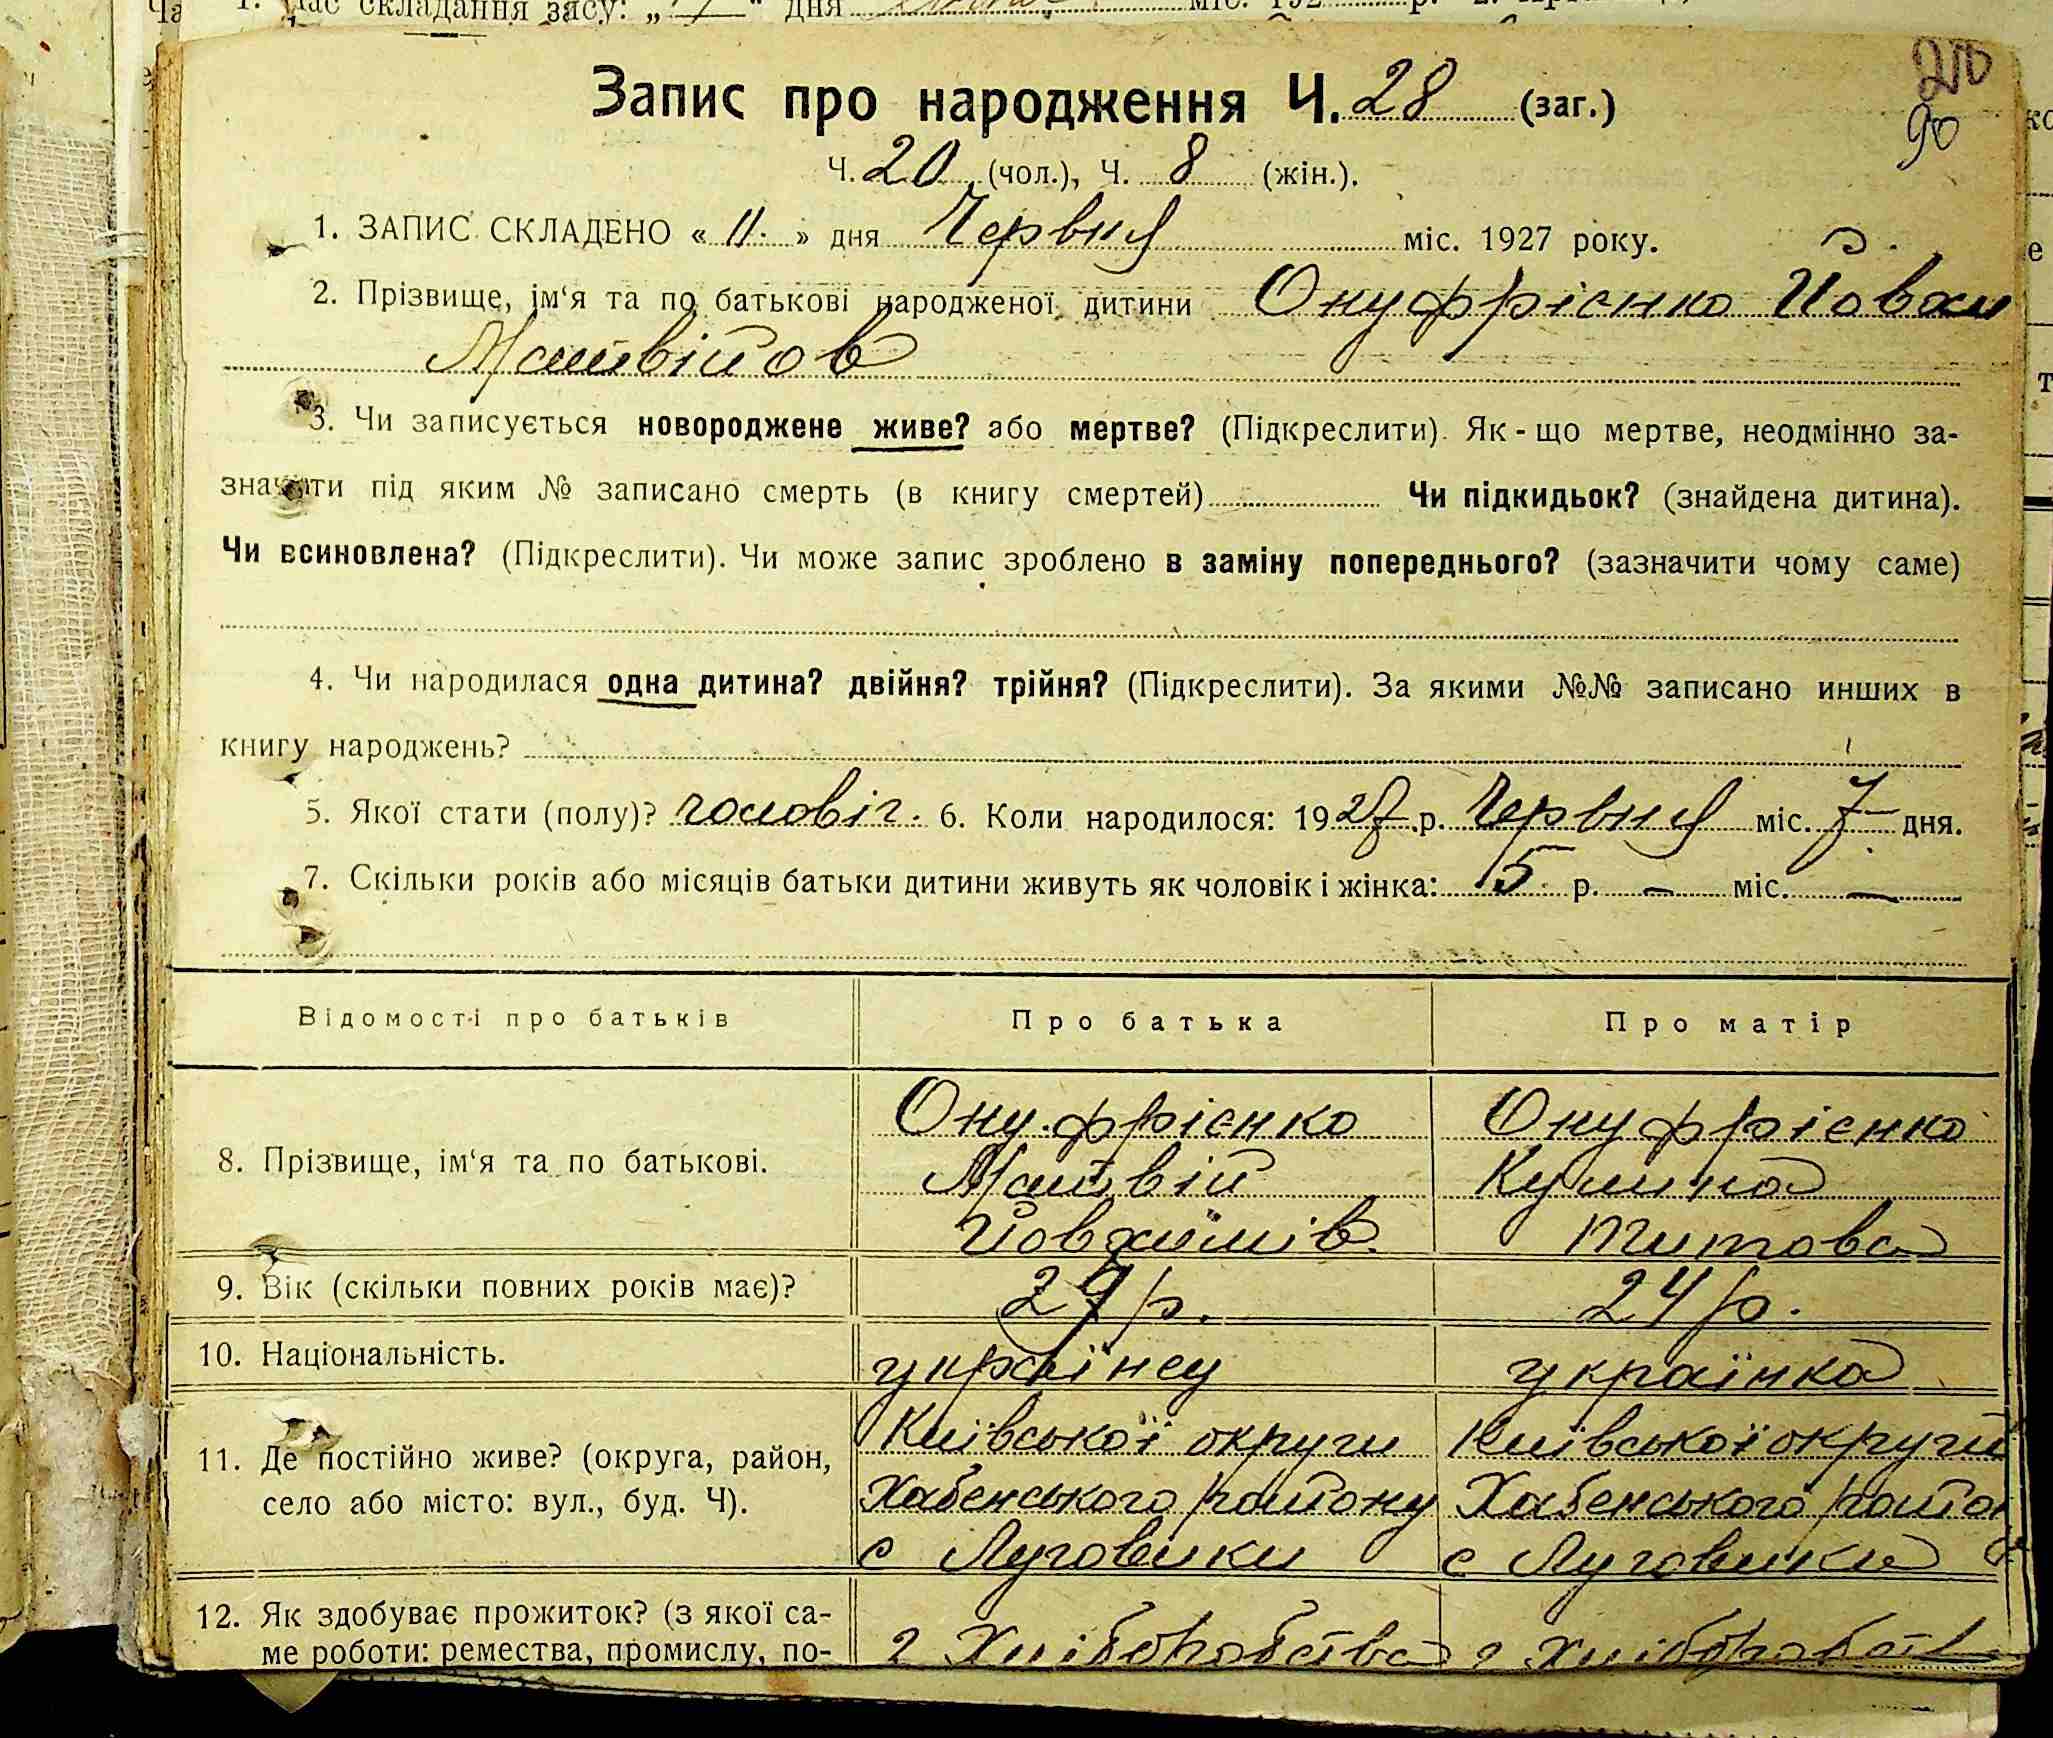 Запис про народження Ч. 28 (заг.)
Ч. 20 (чол.), Ч. 8 (жін.).
1. ЗАПИС СКЛАДЕНО « 11. » дня Червня міс. 1927 року.
2. Прізвище, ім‘я та по батькові народженої дитини Онуфрієнко Йовхи
Матвійов
3. Чи записується новороджене живе? або мертве? (Підкреслити). Як-що мертве, неодмінно за-
значити під яким № записано смерть (в книгу смертей) Чи підкидьок? (знайдена дитина).
Чи всиновлена? (Підкреслити). Чи може запис зроблено в заміну попереднього? (зазначити чому саме)
4. Чи народилася одна дитина? двійня? трійня? (Підкреслити). За якими №№ записано инших в
книгу народжень?
5. Якої стати (полу)? чоловіч. 6. Коли народилося: 1927 р. Червня міс. 7 дня.
7. Скільки років або місяців батьки дитини живуть як чоловік і жінка: 5 р. – міс. –
Відомості про батьків Про батька Про матір
8. Прізвище, ім‘я та по батькові.
Онуфрієнко
Матвій
Йовхимів.
Онуфрієнко
Кулина
Титова
9. Вік (скільки повних років має)? 29 р. 24 р.
10. Національність. українец українка
11. Де постійно живе? (округа, район,
село або місто: вул., буд. Ч).
Київської округи
Хабенського району
с Луговики
Київської округи
Хабенського район
с Луговики
12. Як здобуває прожиток? (з якої са-
ме роботи: ремества, промислу, по-
з Хліборобства
з Хліборобств